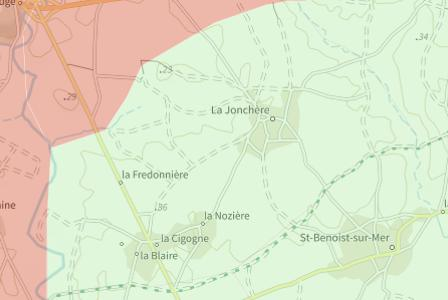 .34
.23
.29
La Jonchère
la Fredonnière
.36
la Nozière
la Cigogne
St-Benoist-sur-Mer
la Blaire